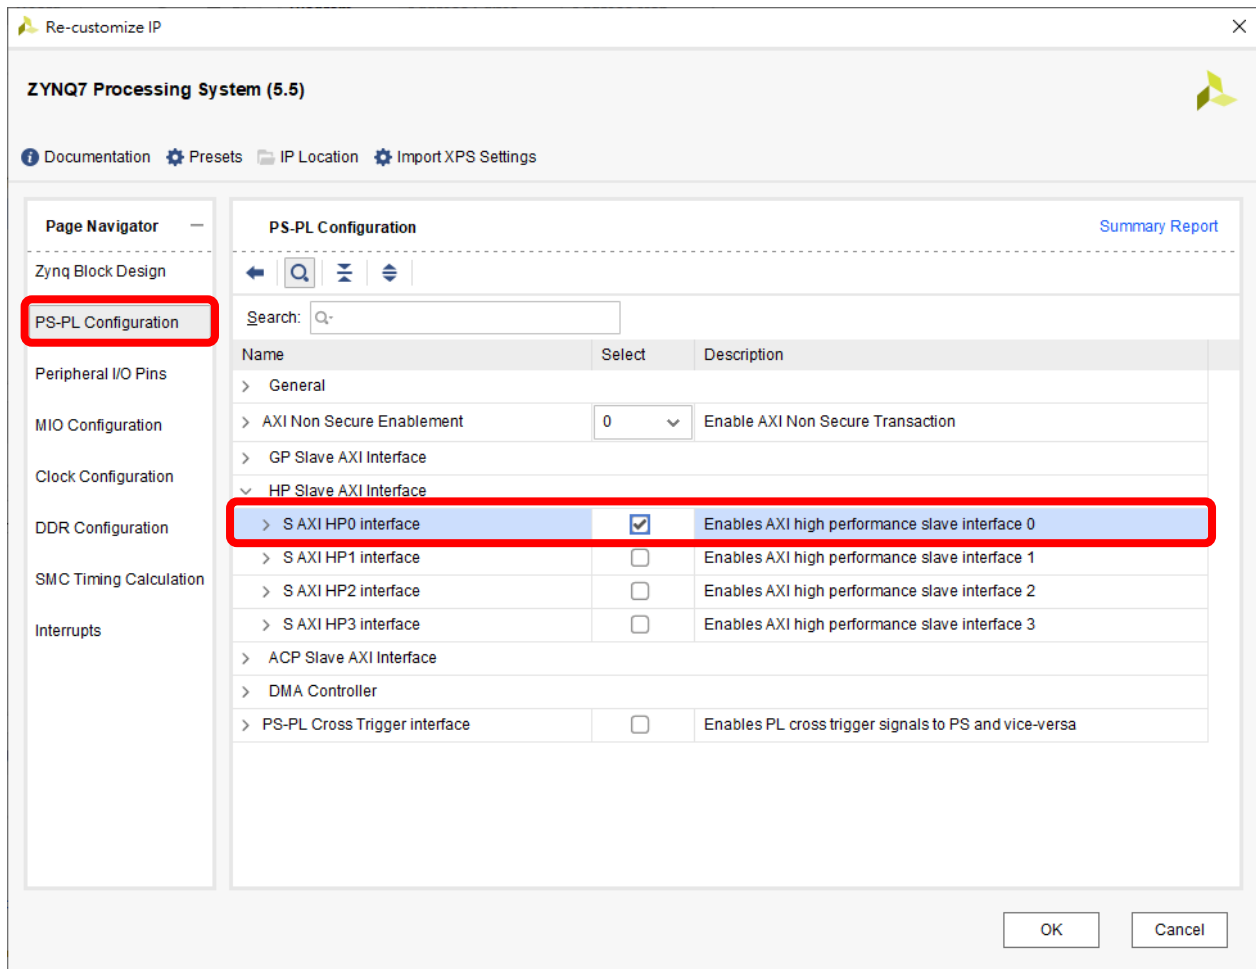 Re-customize IP
ZYNQ7 Processing System (5.5)
Documentation Presets IP Location Import XPS Settings
Page Navigator
Zynq Block Design
PS-PL Configuration
Peripheral I/O Pins
MIO Configuration
Clock Configuration
DDR Configuration
SMC Timing Calculation
Interrupts
PS-PL Configuration Summary Report
Search:
Name Select Description
General
AXI Non Secure Enablement 0 Enable AXI Non Secure Transaction
GP Slave AXI Interface
HP Slave AXI Interface
S AXI HP0 interface Enables AXI high performance slave interface 0
S AXI HP1 interface Enables AXI high performance slave interface 1
S AXI HP2 interface Enables AXI high performance slave interface 2
S AXI HP3 interface Enables AXI high performance slave interface 3
ACP Slave AXI Interface
DMA Controller
PS-PL Cross Trigger interface Enables PL cross trigger signals to PS and vice-versa
OK Cancel